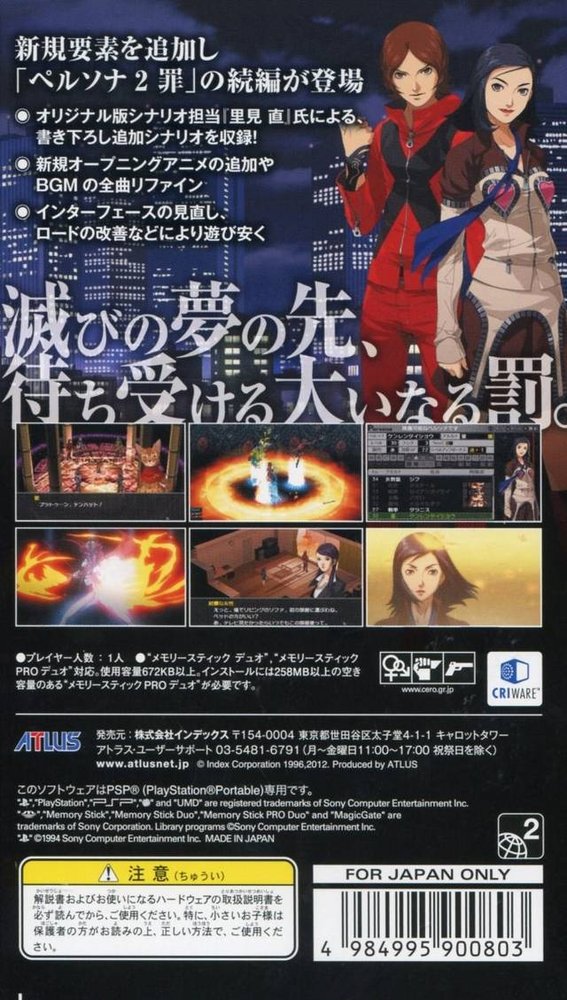 新規要素を追加し
「ペルソナ2 罪」の続編が登場
● オリジナル版シナリオ担当『里見 直』氏による、
書き下ろし追加シナリオを収録!
● 新規オープニングアニメの追加や
BGMの全曲リファイン
● インターフェースの見直し、
ロードの改善などにより遊び安く
滅びの夢の先、
待ち受ける大いなる罰。
●プレイヤー人数：1人 ●"メモリースティック デュオ","メモリースティック
PRO デュオ"対応。使用容量672KB以上。インストールには258MB以上の空き
容量のある"メモリースティック PRO デュオ"が必要です。
www.cero.gr.jp
CRIWARE
ATLUS
発売元：株式会社インデックス 〒154-0004 東京都世田谷区太子堂4-1-1 キャロットタワー
アトラス・ユーザーサポート 03-5481-6791（月〜金曜日11:00〜17:00 祝祭日を除く）
www.atlusnet.jp © Index Corporation 1996,2012. Produced by ATLUS
このソフトウェアはPSP® (PlayStation®Portable)専用です。
"PlayStation", "PSP", and "UMD" are registered trademarks of Sony Computer Entertainment Inc.
"Memory Stick", "Memory Stick Duo", "Memory Stick PRO Duo" and "MagicGate" are
trademarks of Sony Corporation. Library programs ©Sony Computer Entertainment Inc.
©1994 Sony Computer Entertainment Inc. MADE IN JAPAN
2
注意(ちゅうい)
解説書およびお使いになるハードウェアの取扱説明書を
必ず読んでから、ご使用ください。特に、小さいお子様は
保護者の方がお読みの上、正しい方法で、ご使用くだ
さい。
FOR JAPAN ONLY
4 984995 900803